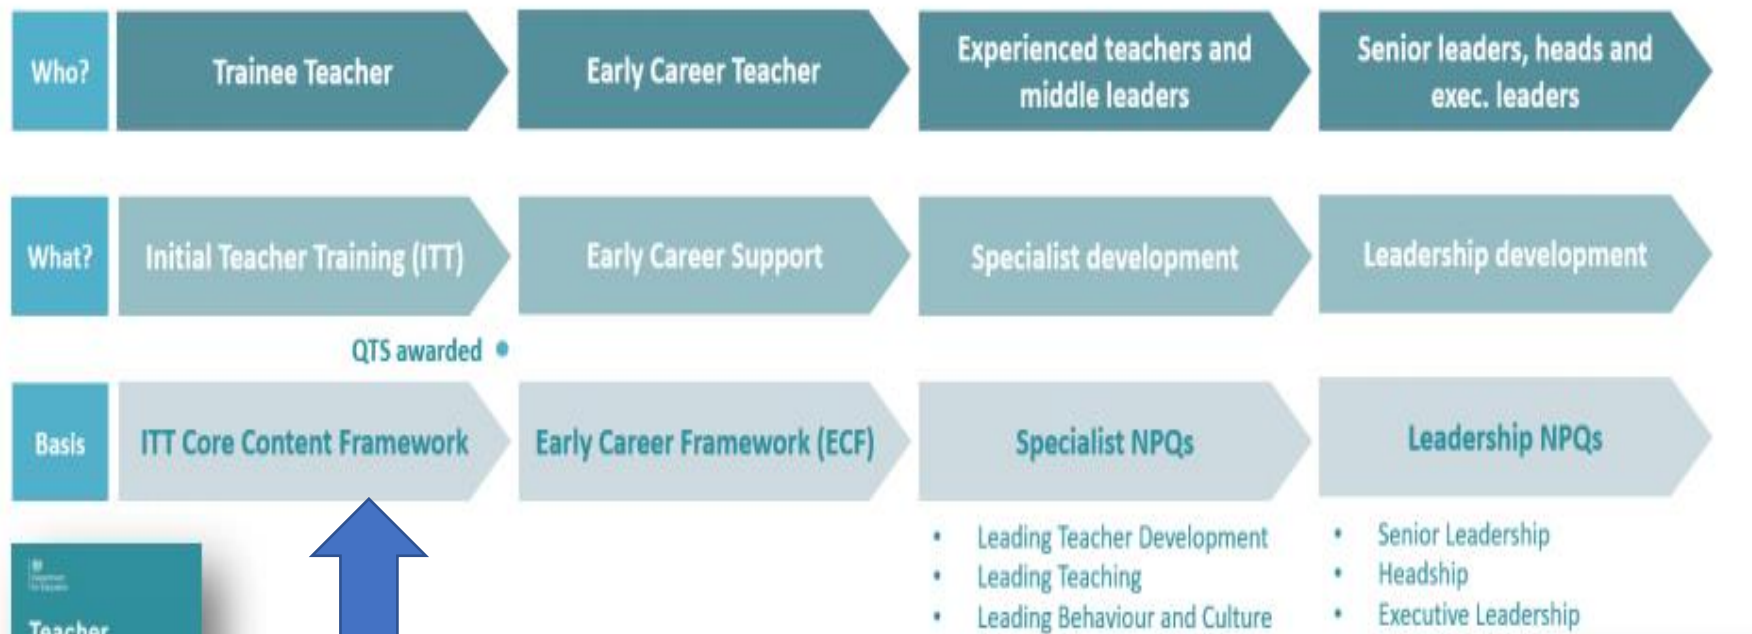 Who?
Trainee Teacher
Early Career Teacher
Experienced teachers and
middle leaders
Senior leaders, heads and
exec. leaders
What?
Initial Teacher Training (ITT)
Early Career Support
Specialist development
Leadership development
QTS awarded
Basis
ITT Core Content Framework
Early Career Framework (ECF)
Specialist NPQs
Leadership NPQs
• Leading Teacher Development
• Leading Teaching
• Leading Behaviour and Culture
• Senior Leadership
• Headship
• Executive Leadership
Teacher